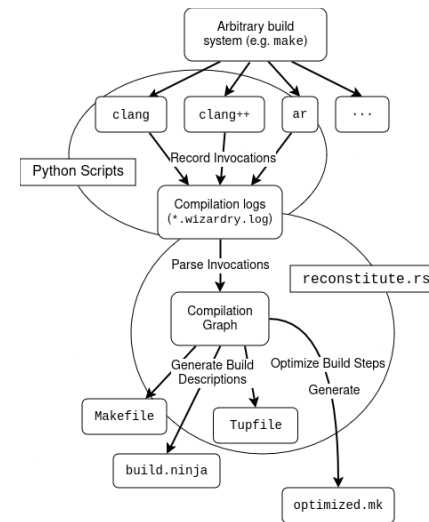 Arbitrary build
system (e.g. make)
clang
clang++
ar
...
Record Invocations
Python Scripts
Compilation logs
(*.wizardry.log)
Parse Invocations
reconstitute.rs
Compilation
Graph
Generate Build
Descriptions
Optimize Build Steps
Generate
Makefile
Tupfile
build.ninja
optimized.mk